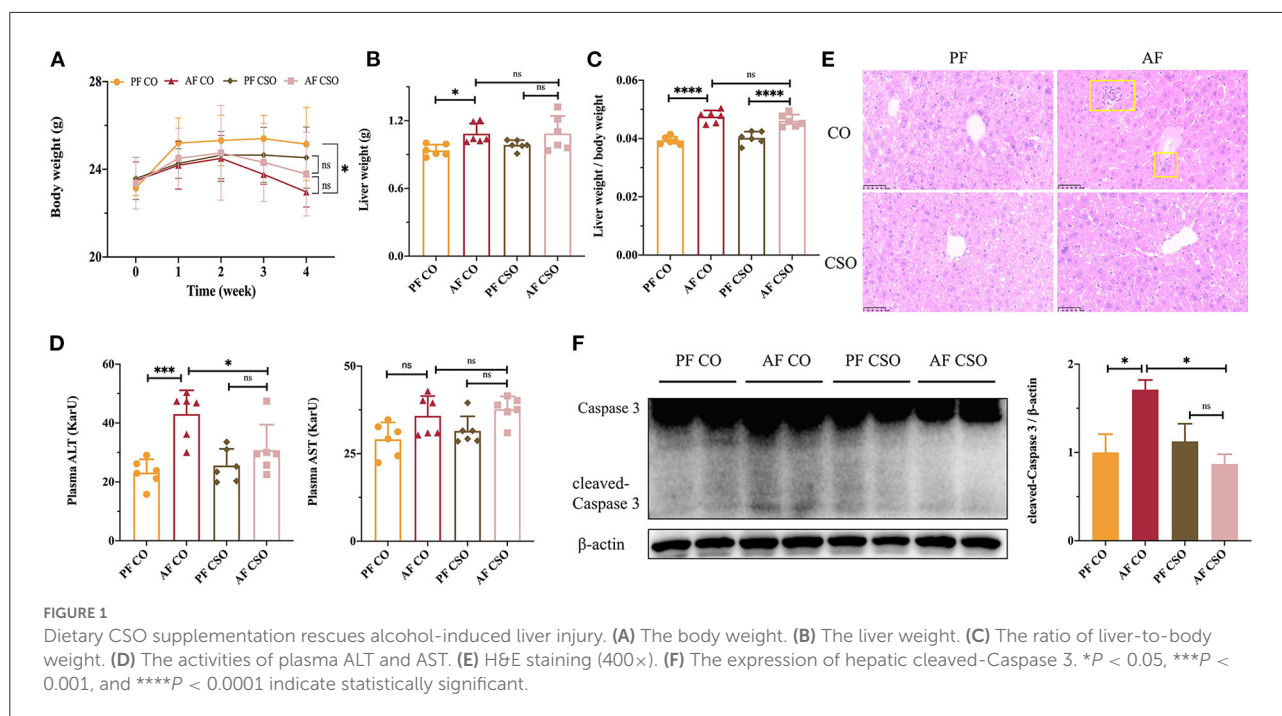 A
PF CO AF CO PF CSO AF CSO
28
26
24
22
20
Body weight (g)
0 1 2 3 4
Time (week)
ns
ns
*
B
ns
*
ns
1.2
0.9
0.6
0.3
0.0
Liver weight (g)
PF CO
AF CO
PF CSO
AF CSO
C
ns
****
****
0.06
0.04
0.02
0.00
Liver weight / body weight
PF CO
AF CO
PF CSO
AF CSO
E
PF AF
CO
CSO
D
***
*
ns
60
40
20
0
Plasma ALT (KarU)
PF CO
AF CO
PF CSO
AF CSO
ns
ns
ns
50
25
0
Plasma AST (KarU)
PF CO
AF CO
PF CSO
AF CSO
F
PF CO AF CO PF CSO AF CSO
Caspase 3
cleaved-
Caspase 3
β-actin
*
*
ns
2
1
0
cleaved-Caspase 3 / β-actin
PF CO
AF CO
PF CSO
AF CSO
FIGURE 1
Dietary CSO supplementation rescues alcohol-induced liver injury. (A) The body weight. (B) The liver weight. (C) The ratio of liver-to-body
weight. (D) The activities of plasma ALT and AST. (E) H&E staining (400×). (F) The expression of hepatic cleaved-Caspase 3. *P < 0.05, ***P <
0.001, and ****P < 0.0001 indicate statistically significant.